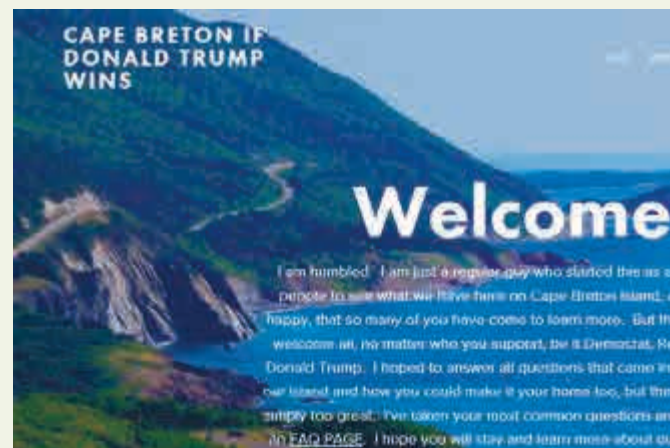 CAPE BRETON IF
DONALD TRUMP
WINS
Welcome
I am humbled. I am just a regular guy who started this as a
people to see what we have here on Cape Breton Island,
happy, that so many of you have come to learn more. But th
welcome all, no matter who you support, be it Democrat, Re
Donald Trump. I hoped to answer all questions that came in
our island and how you could make it your home too, but the
simply too great. I've taken your most common questions a
an FAQ PAGE. I hope you will stay and learn more about